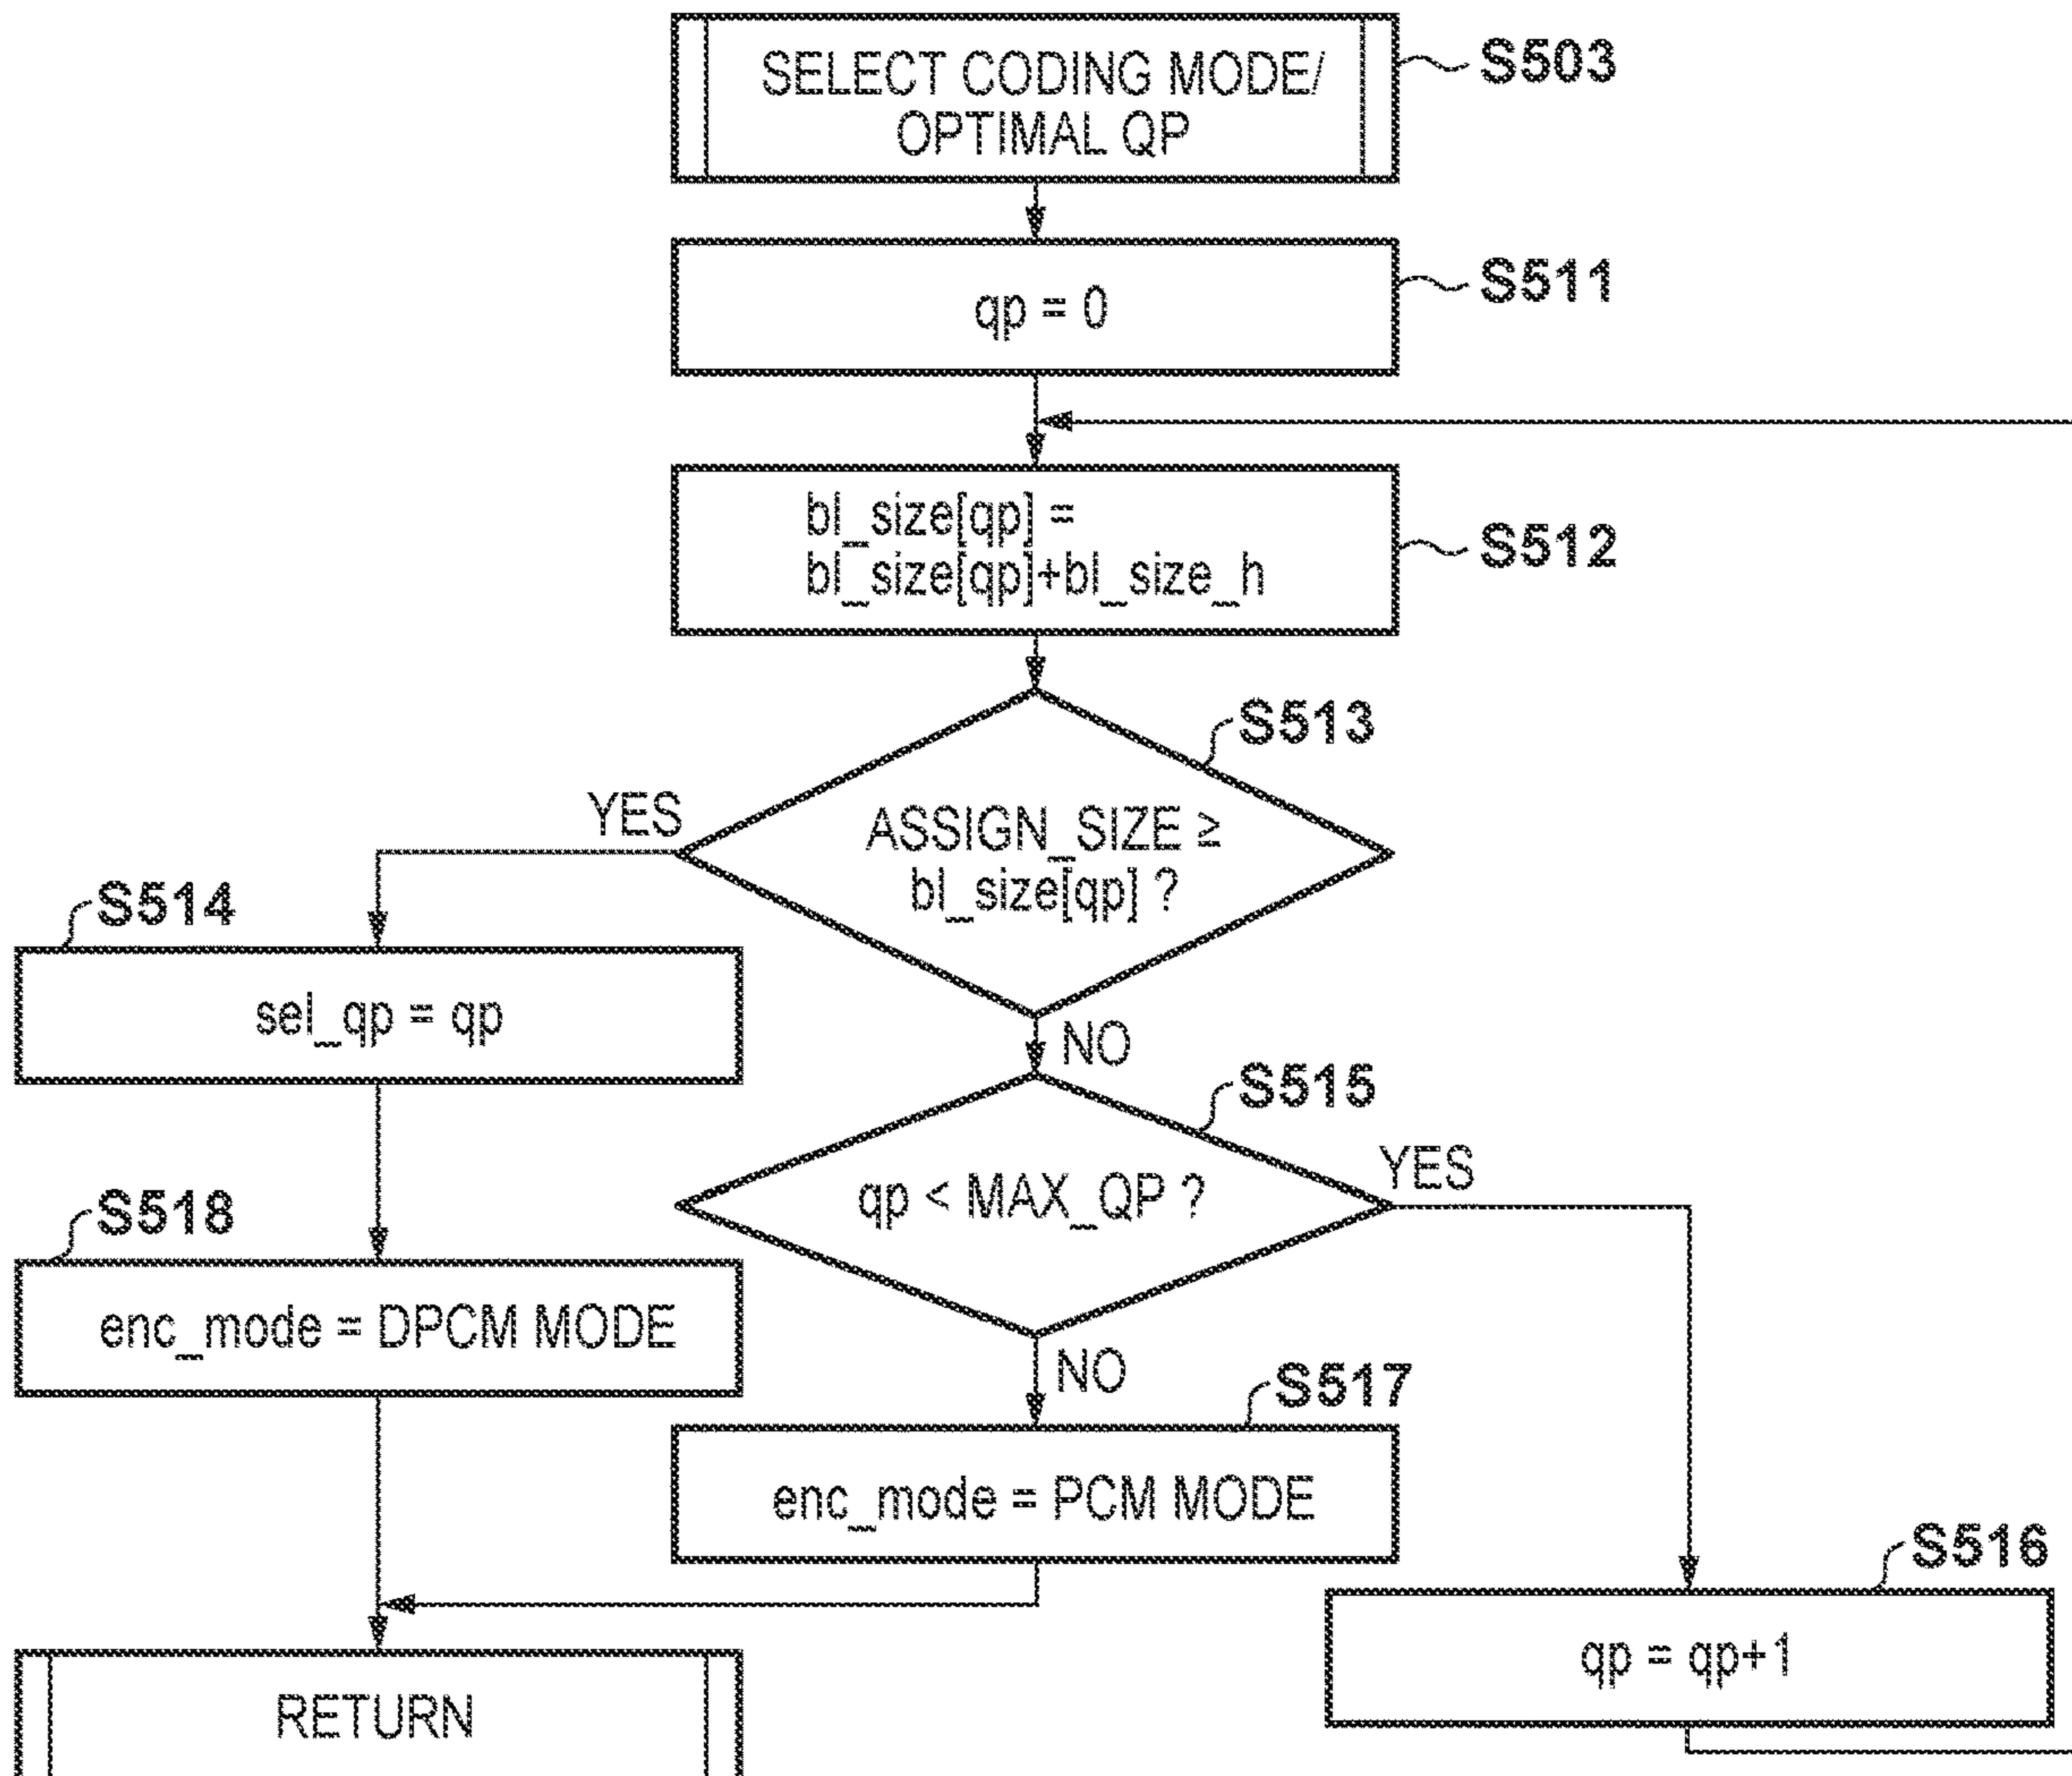 SELECT CODING MODE/
OPTIMAL QP
S503
qp = 0
S511
bl_size[qp] =
bl_size[qp]+bl_size_h
S512
S513
YES
ASSIGN_SIZE ≥
bl_size[qp] ?
S514
sel_qp = qp
NO
S515
YES
qp < MAX_QP ?
S518
enc_mode = DPCM MODE
NO
S517
enc_mode = PCM MODE
S516
qp = qp+1
RETURN